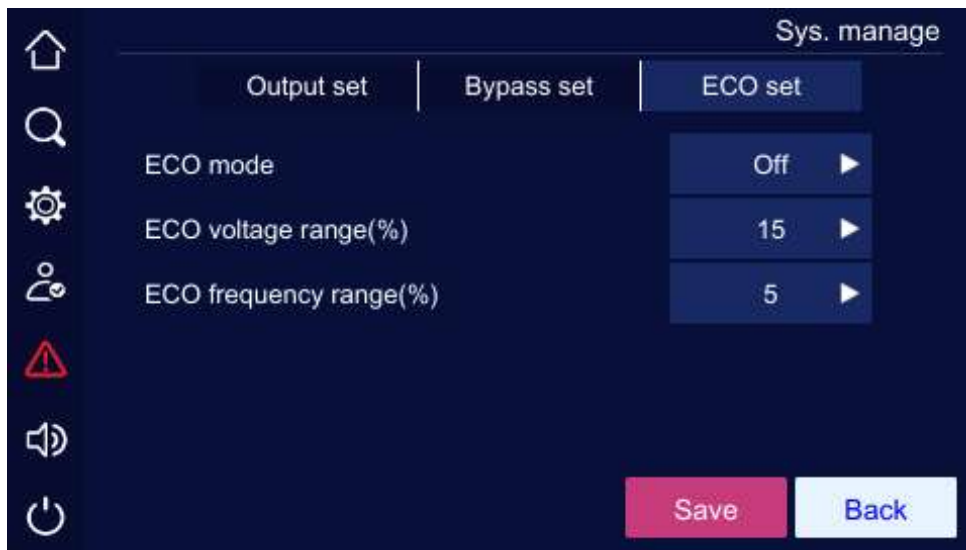 Sys. manage
Output set
Bypass set
ECO set
ECO mode
Off
ECO voltage range(%)
15
ECO frequency range(%)
5
Save
Back